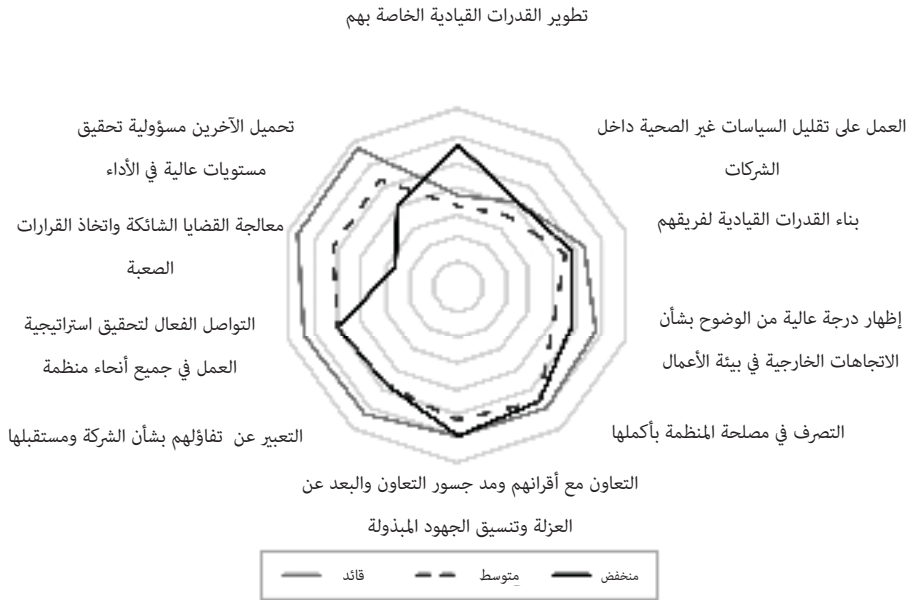 تطوير القدرات القيادية الخاصة بهم
العمل على تقليل السياسات غير الصحية داخل
الشركات
بناء القدرات القيادية لفريقهم
إظهار درجة عالية من الوضوح بشأن
الاتجاهات الخارجية في بيئة الأعمال
التصرف في مصلحة المنظمة بأكملها
التعاون مع أقرانهم ومد جسور التعاون والبعد عن
العزلة وتنسيق الجهود المبذولة
التعبير عن تفاؤلهم بشأن الشركة ومستقبلها
التواصل الفعال لتحقيق استراتيجية
العمل في جميع أنحاء منظمة
معالجة القضايا الشائكة واتخاذ القرارات
الصعبة
تحميل الآخرين مسؤولية تحقيق
مستويات عالية في الأداء
منخفض متوسط قائد